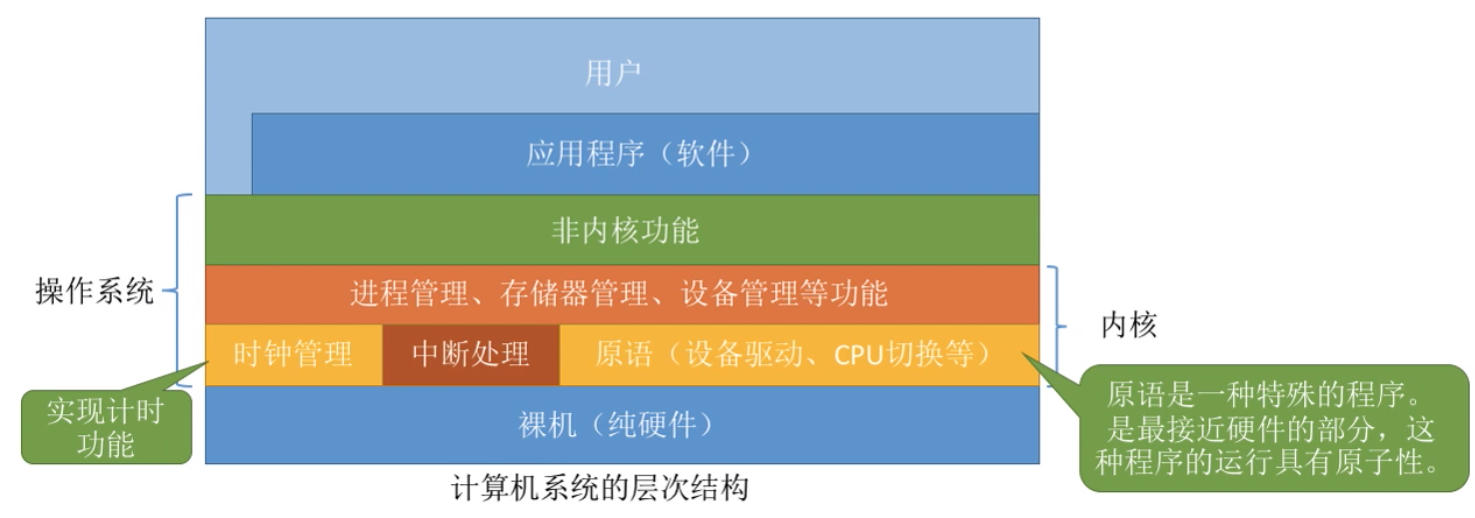 用户
应用程序（软件）
非内核功能
操作系统
进程管理、存储器管理、设备管理等功能
内核
时钟管理
中断处理
原语（设备驱动、CPU切换等）
实现计时
功能
裸机（纯硬件）
原语是一种特殊的程序。
是最接近硬件的部分，这
种程序的运行具有原子性。
计算机系统的层次结构